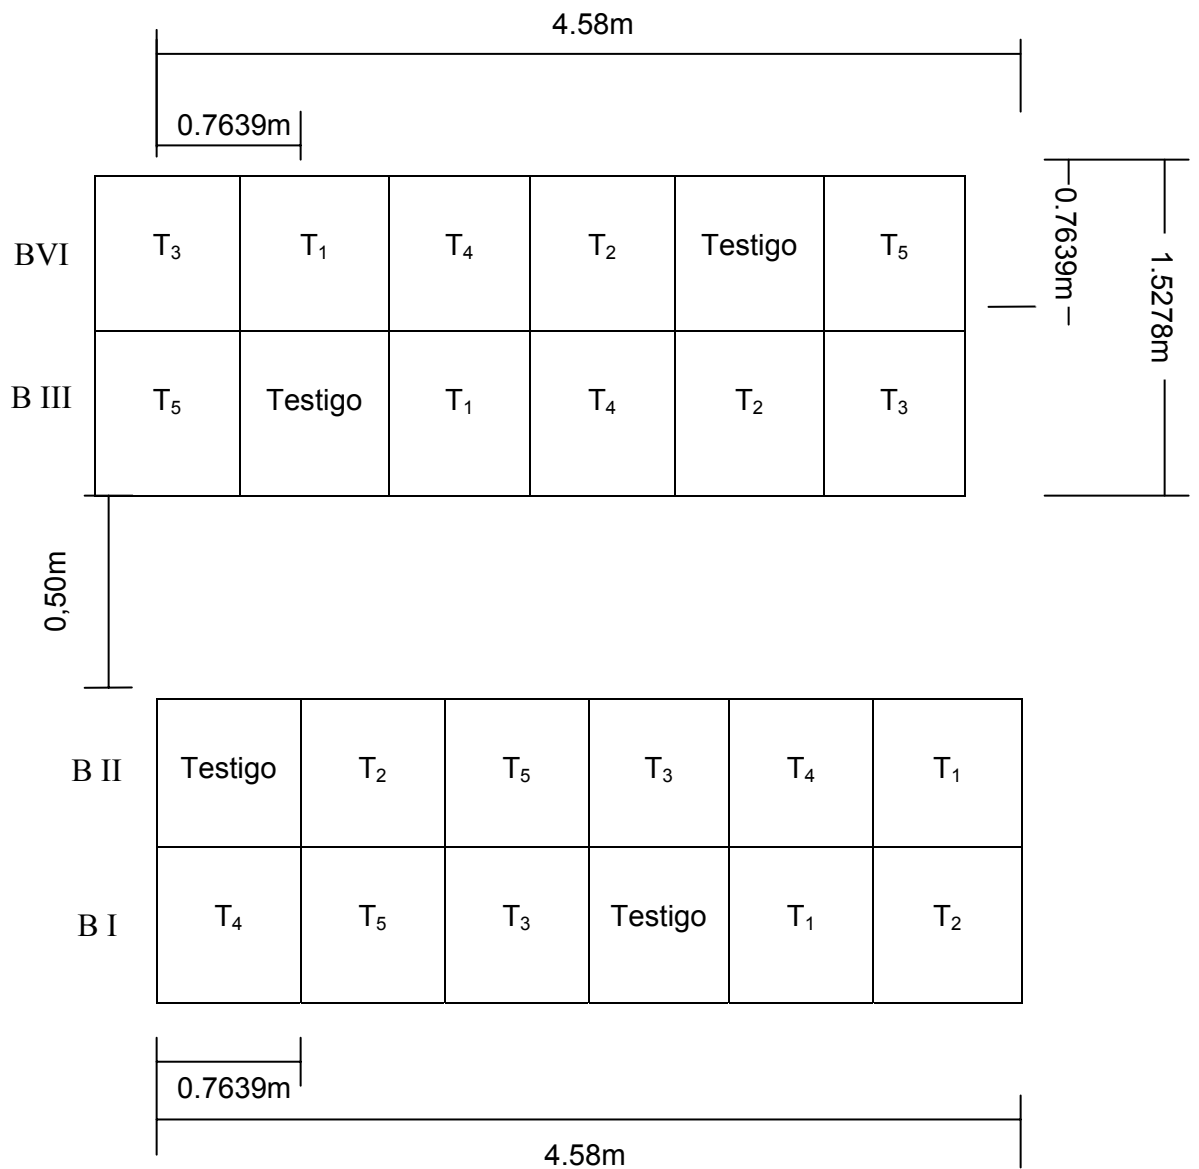 4.58m
0.7639m
BVI T₃ T₁ T₄ T₂ Testigo T₅
0.7639m
1.5278m
B III T₅ Testigo T₁ T₄ T₂ T₃
0,50m
B II Testigo T₂ T₅ T₃ T₄ T₁
B I T₄ T₅ T₃ Testigo T₁ T₂
0.7639m
4.58m